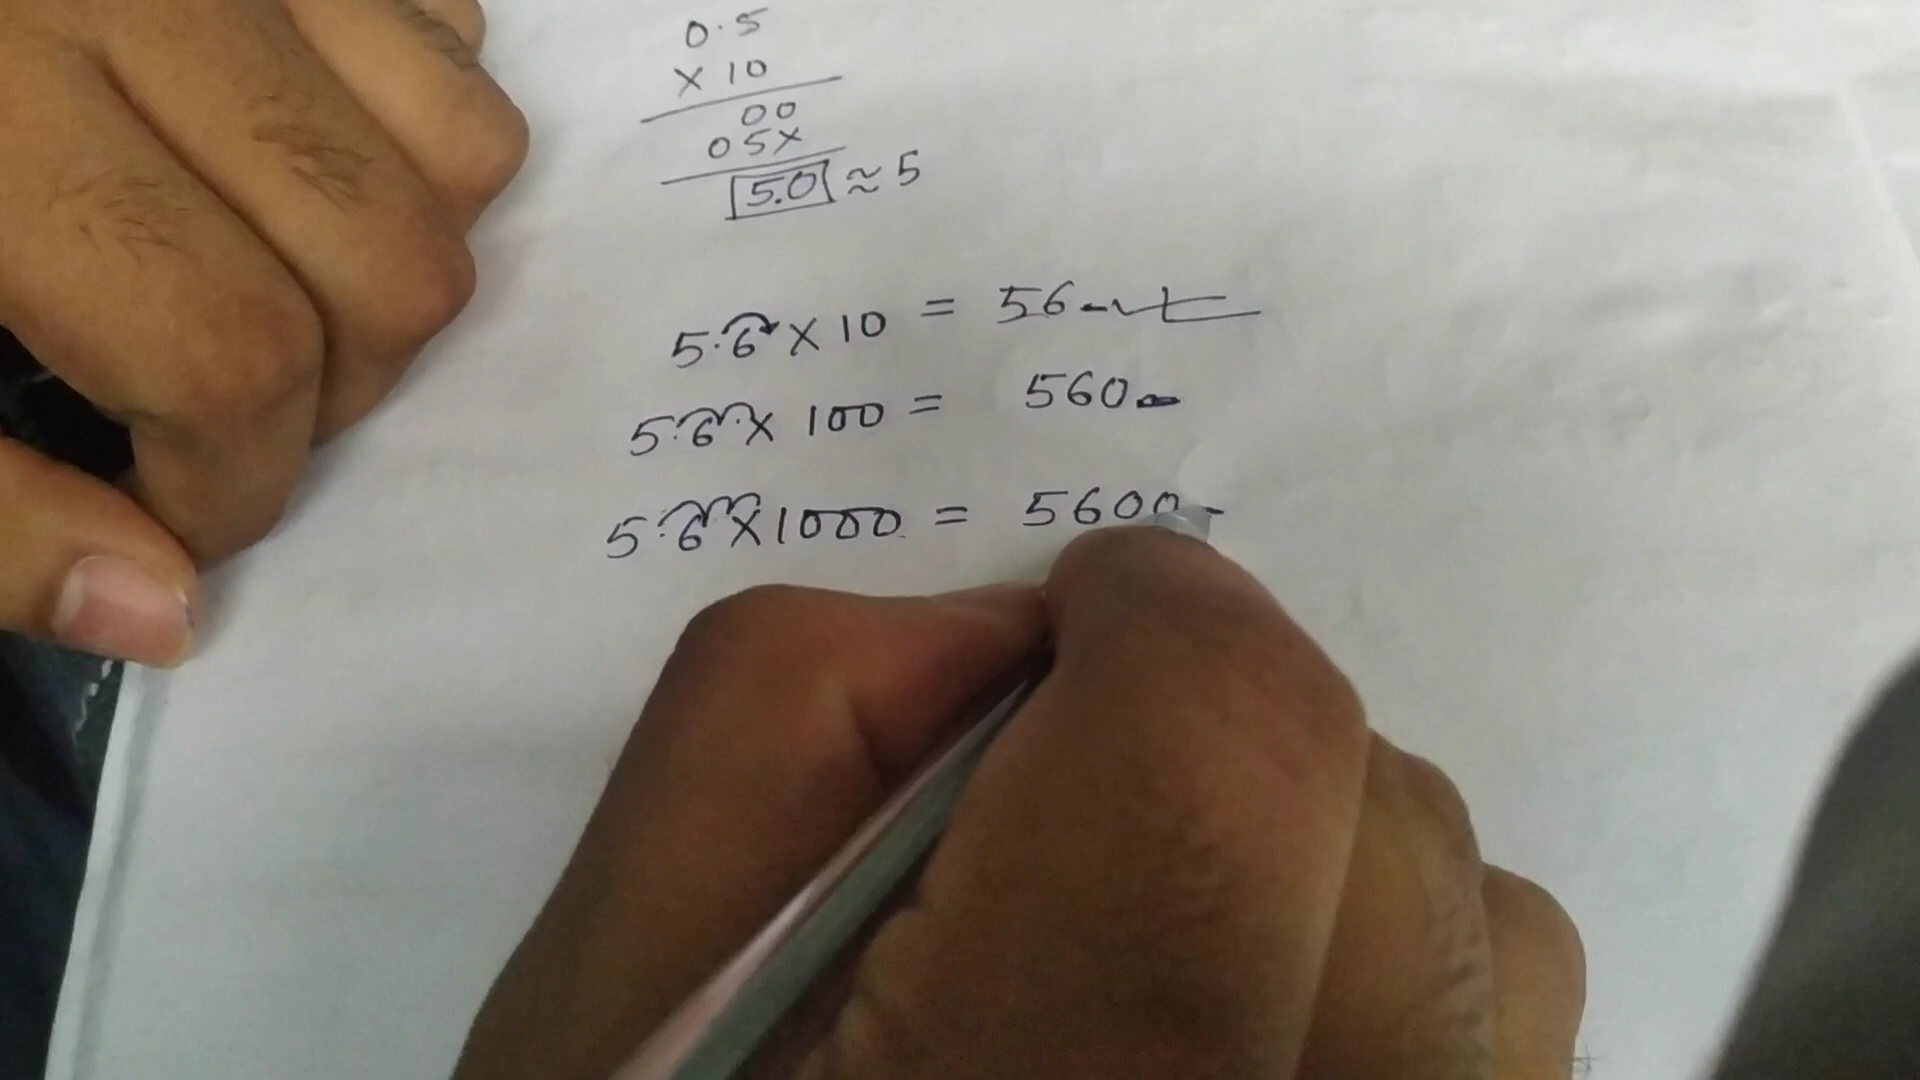 0.5
× 10
00
05×
5.0 ≈ 5
5.6 × 10 = 56
5.6 × 100 = 560
5.6 × 1000 = 5600